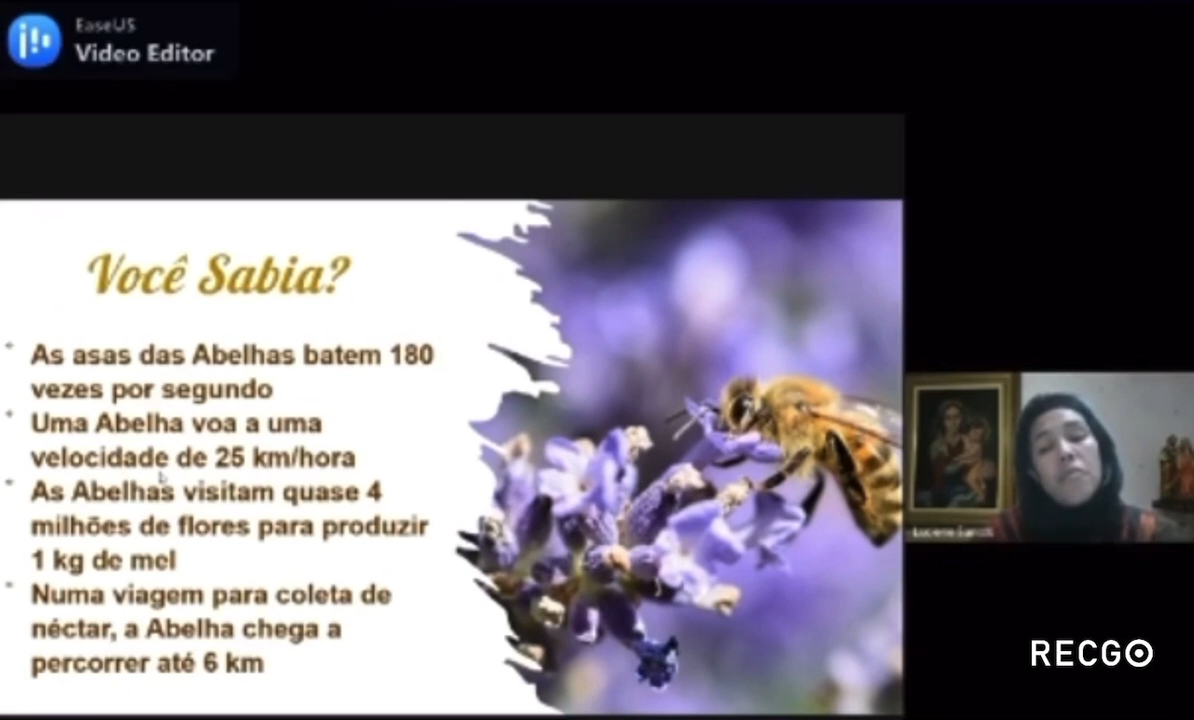 EaseUS
Video Editor
Você Sabia?
As asas das Abelhas batem 180
vezes por segundo
Uma Abelha voa a uma
velocidade de 25 km/hora
As Abelhas visitam quase 4
milhões de flores para produzir
1 kg de mel
Numa viagem para coleta de
néctar, a Abelha chega a
percorrer até 6 km
RECGO